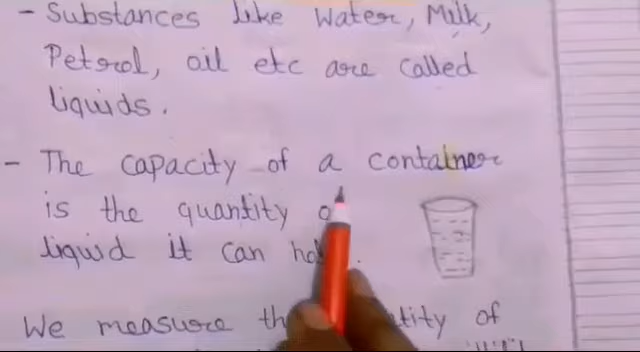 - Substances like Water, Milk,
Petrol, oil etc are called
liquids.
- The capacity of a container
is the quantity
liquid it can
We measure
of